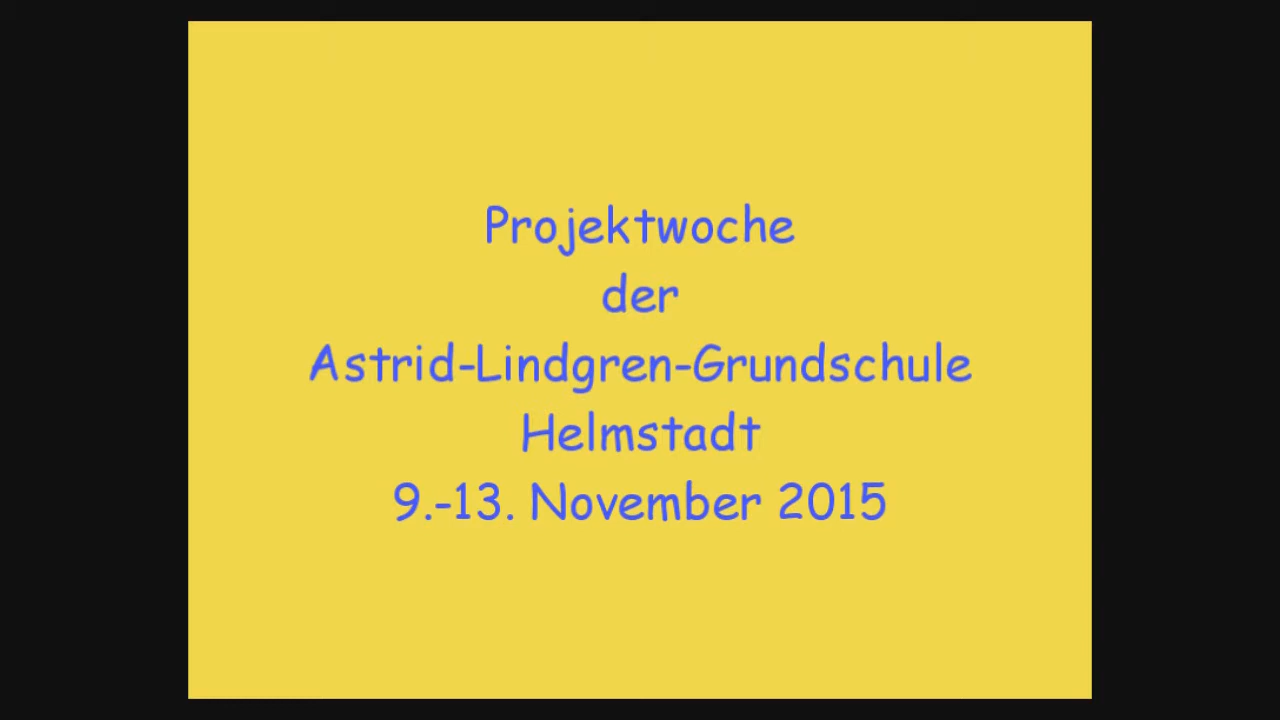 Projektwoche
der
Astrid-Lindgren-Grundschule
Helmstadt
9.-13. November 2015